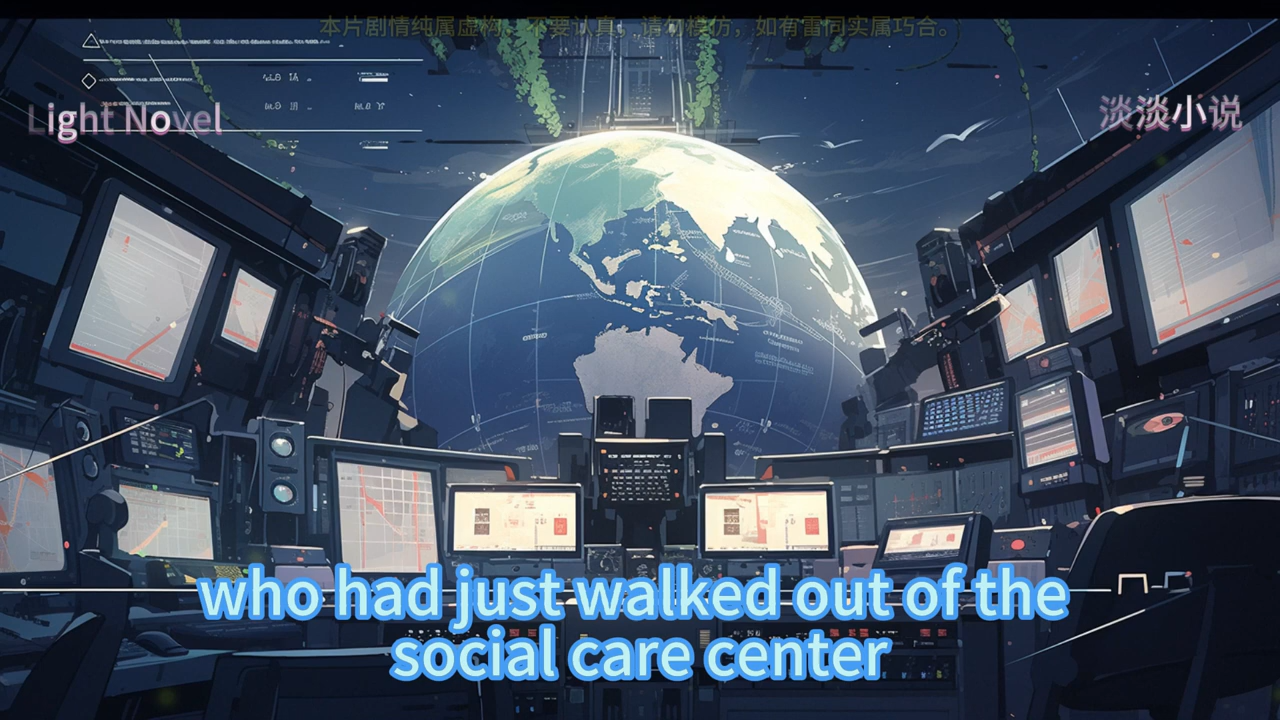 本片剧情纯属虚构，不要认真，请勿模仿，如有雷同实属巧合。
Light Novel
淡淡小说
who had just walked out of the
social care center